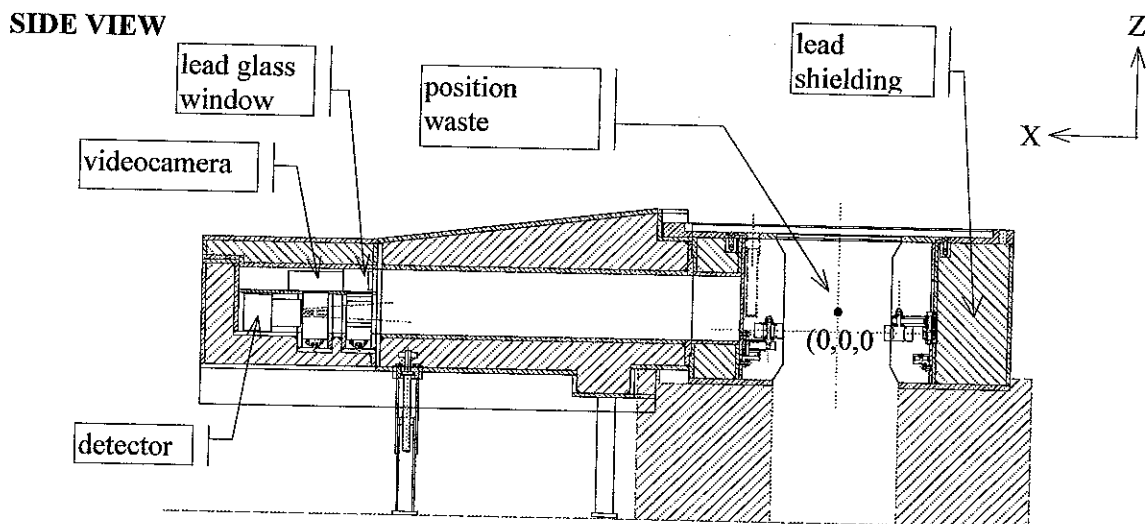 SIDE VIEW
lead glass
window
position
waste
lead
shielding
Z
X
videocamera
(0,0,0
detector